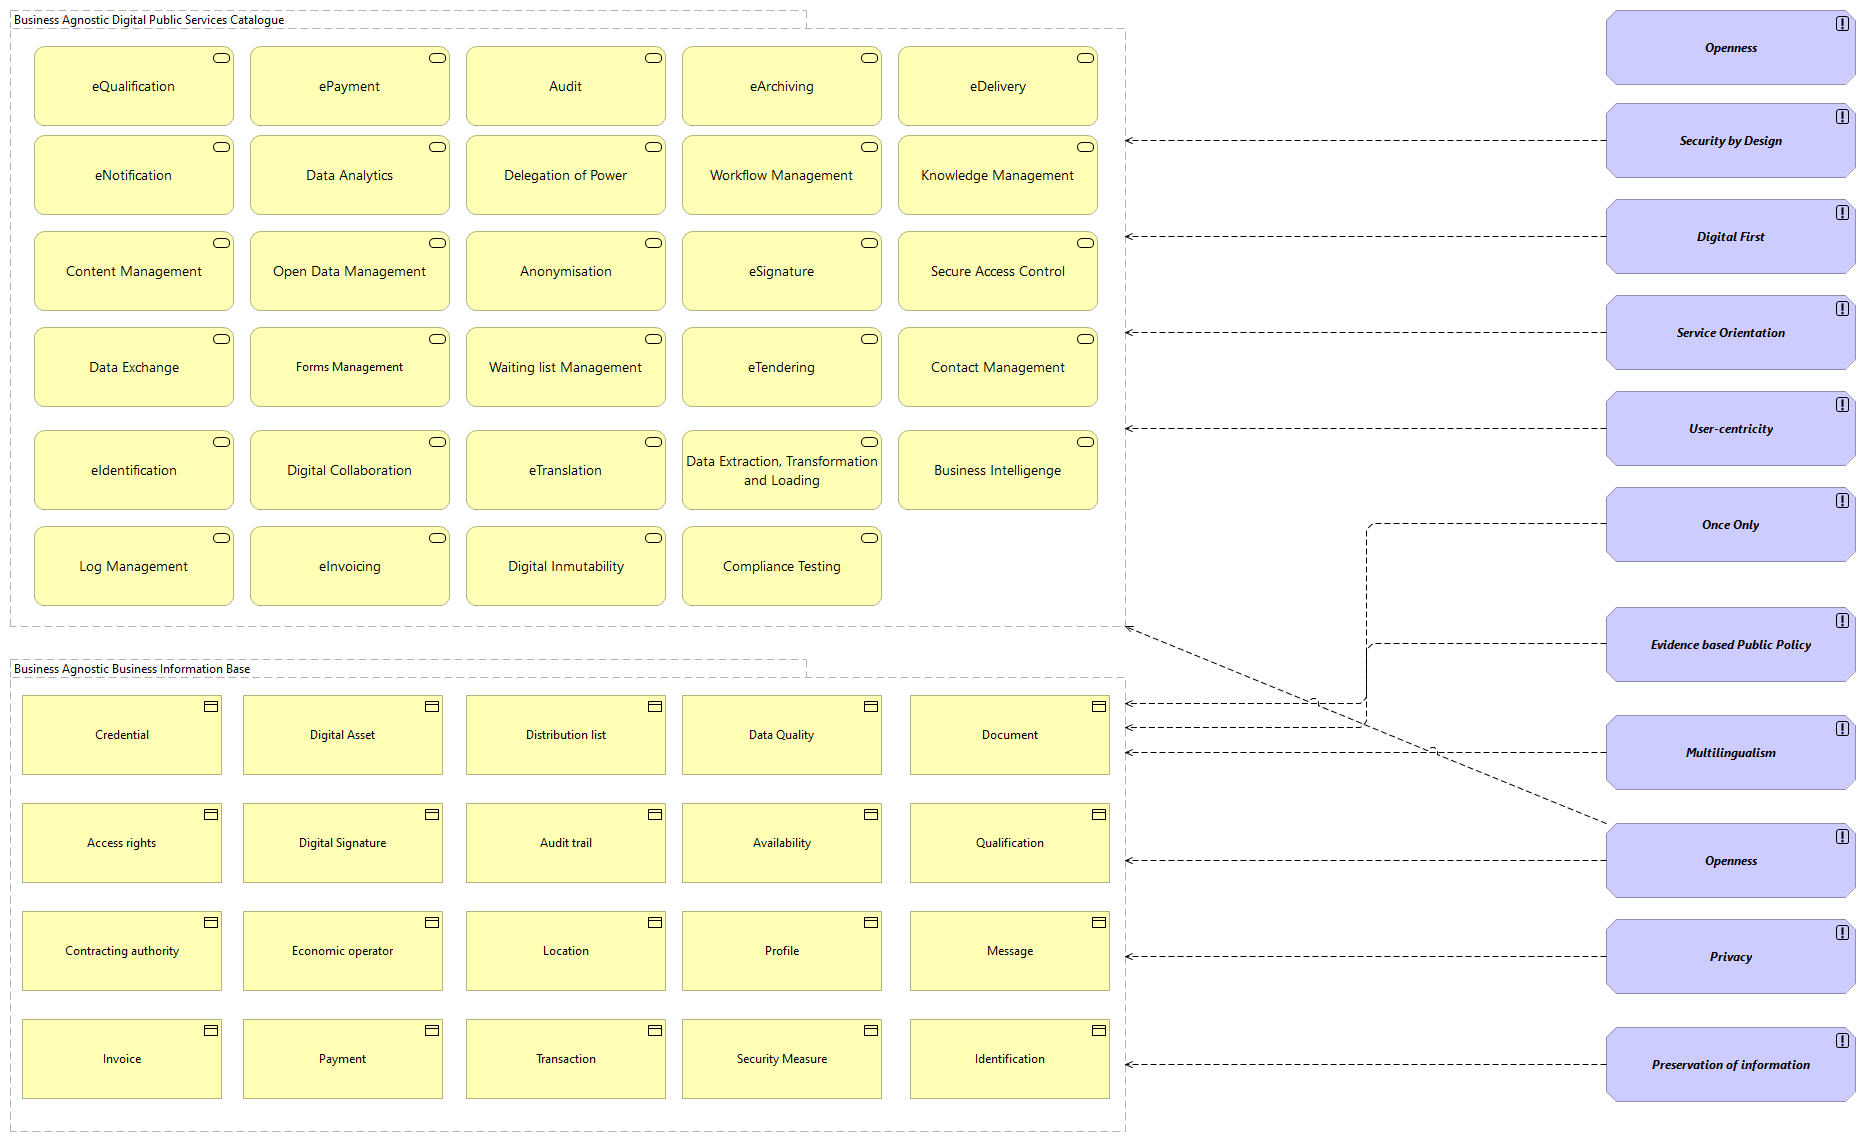 Business Agnostic Digital Public Services Catalogue
eQualification
ePayment
Audit
eArchiving
eDelivery
eNotification
Data Analytics
Delegation of Power
Workflow Management
Knowledge Management
Content Management
Open Data Management
Anonymisation
eSignature
Secure Access Control
Data Exchange
Forms Management
Waiting list Management
eTendering
Contact Management
eIdentification
Digital Collaboration
eTranslation
Data Extraction, Transformation
and Loading
Business Intelligenge
Log Management
eInvoicing
Digital Inmutability
Compliance Testing
Business Agnostic Business Information Base
Credential
Digital Asset
Distribution list
Data Quality
Document
Access rights
Digital Signature
Audit trail
Availability
Qualification
Contracting authority
Economic operator
Location
Profile
Message
Invoice
Payment
Transaction
Security Measure
Identification
Openness
Security by Design
Digital First
Service Orientation
User-centricity
Once Only
Evidence based Public Policy
Multilingualism
Openness
Privacy
Preservation of information